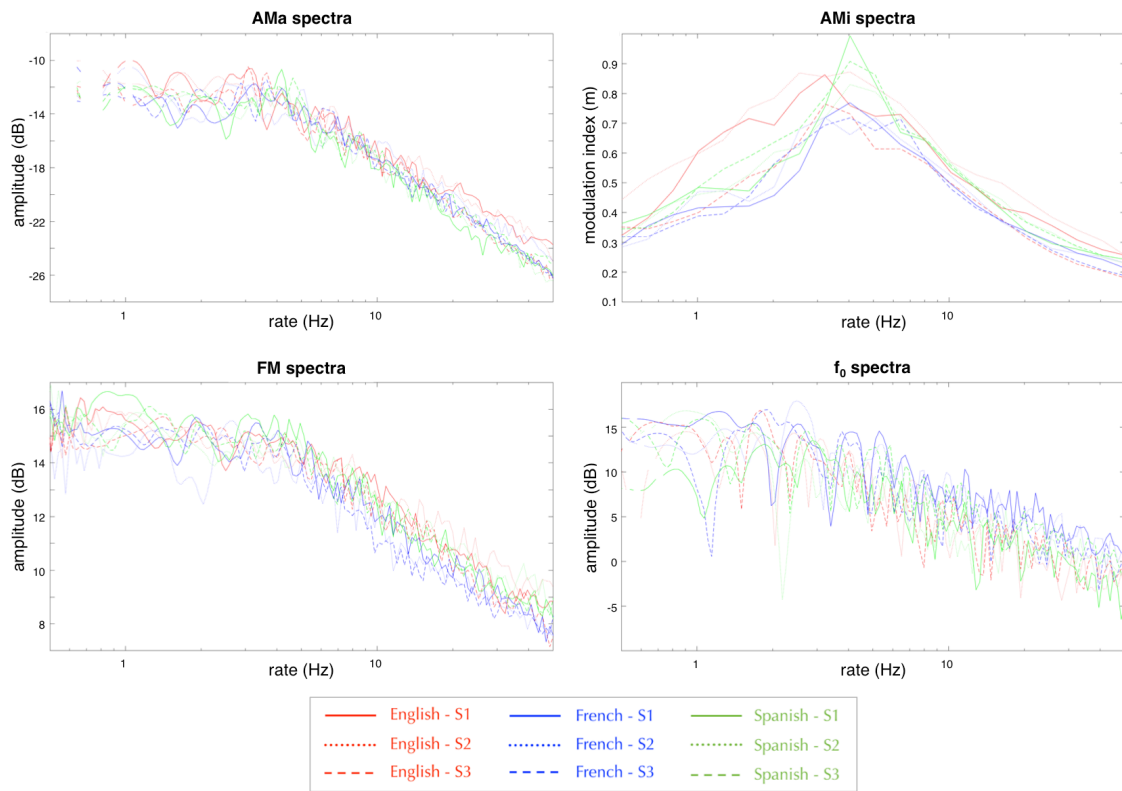 AMa spectra
amplitude (dB)
-10
-14
-18
-22
-26
1
10
rate (Hz)
AMi spectra
modulation index (m)
0.9
0.8
0.7
0.6
0.5
0.4
0.3
0.2
0.1
1
10
rate (Hz)
FM spectra
amplitude (dB)
16
14
12
10
8
1
10
rate (Hz)
f₀ spectra
amplitude (dB)
15
10
5
0
-5
1
10
rate (Hz)
English - S1 French - S1 Spanish - S1
English - S2 French - S2 Spanish - S2
English - S3 French - S3 Spanish - S3